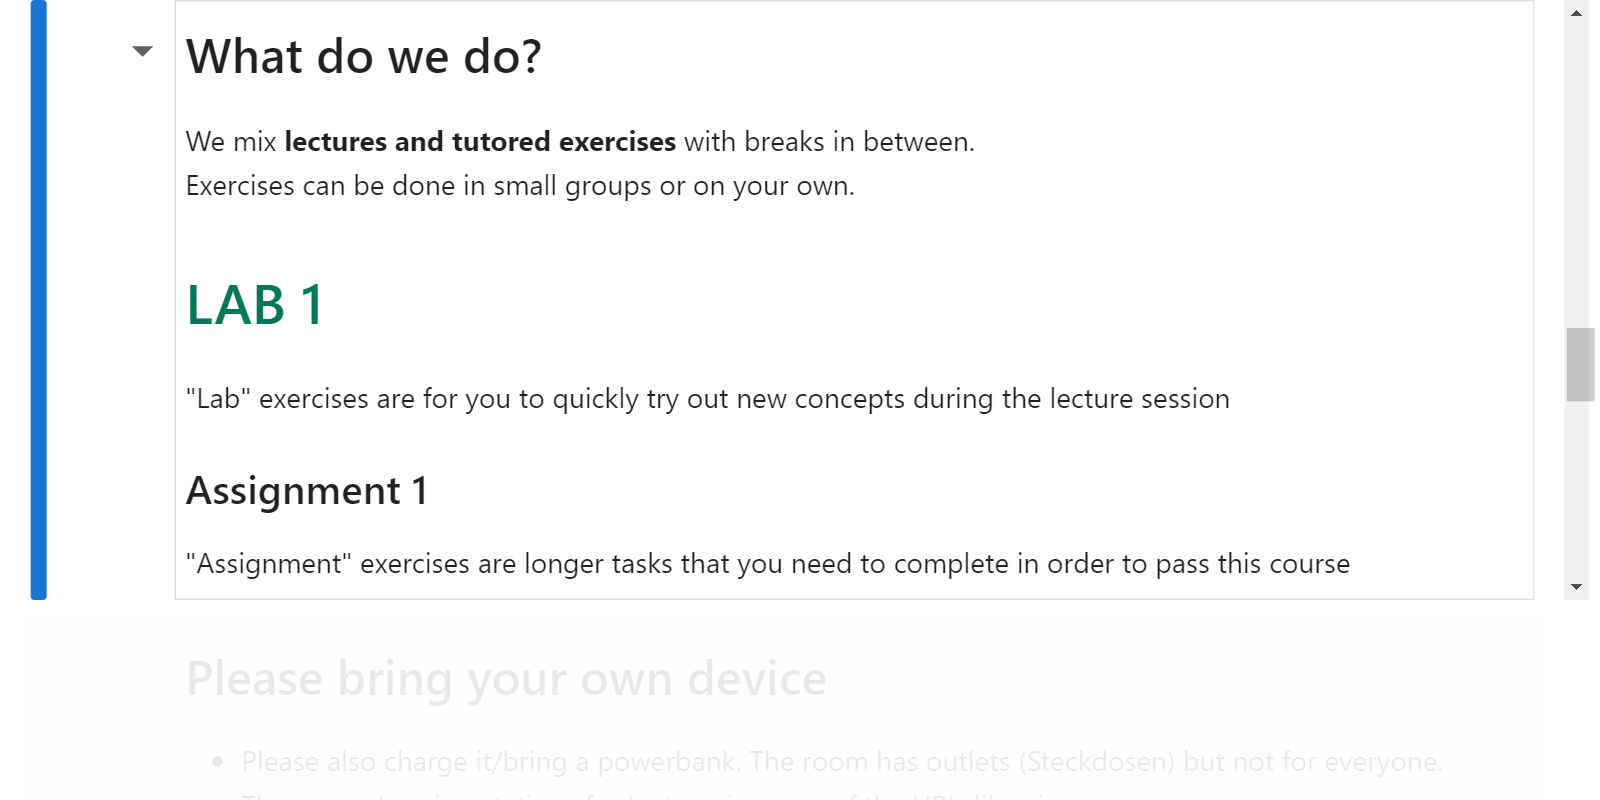 What do we do?
We mix lectures and tutored exercises with breaks in between.
Exercises can be done in small groups or on your own.
LAB 1
"Lab" exercises are for you to quickly try out new concepts during the lecture session
Assignment 1
"Assignment" exercises are longer tasks that you need to complete in order to pass this course
Please bring your own device
• Please also charge it/bring a powerbank. The room has outlets (Steckdosen) but not for everyone.